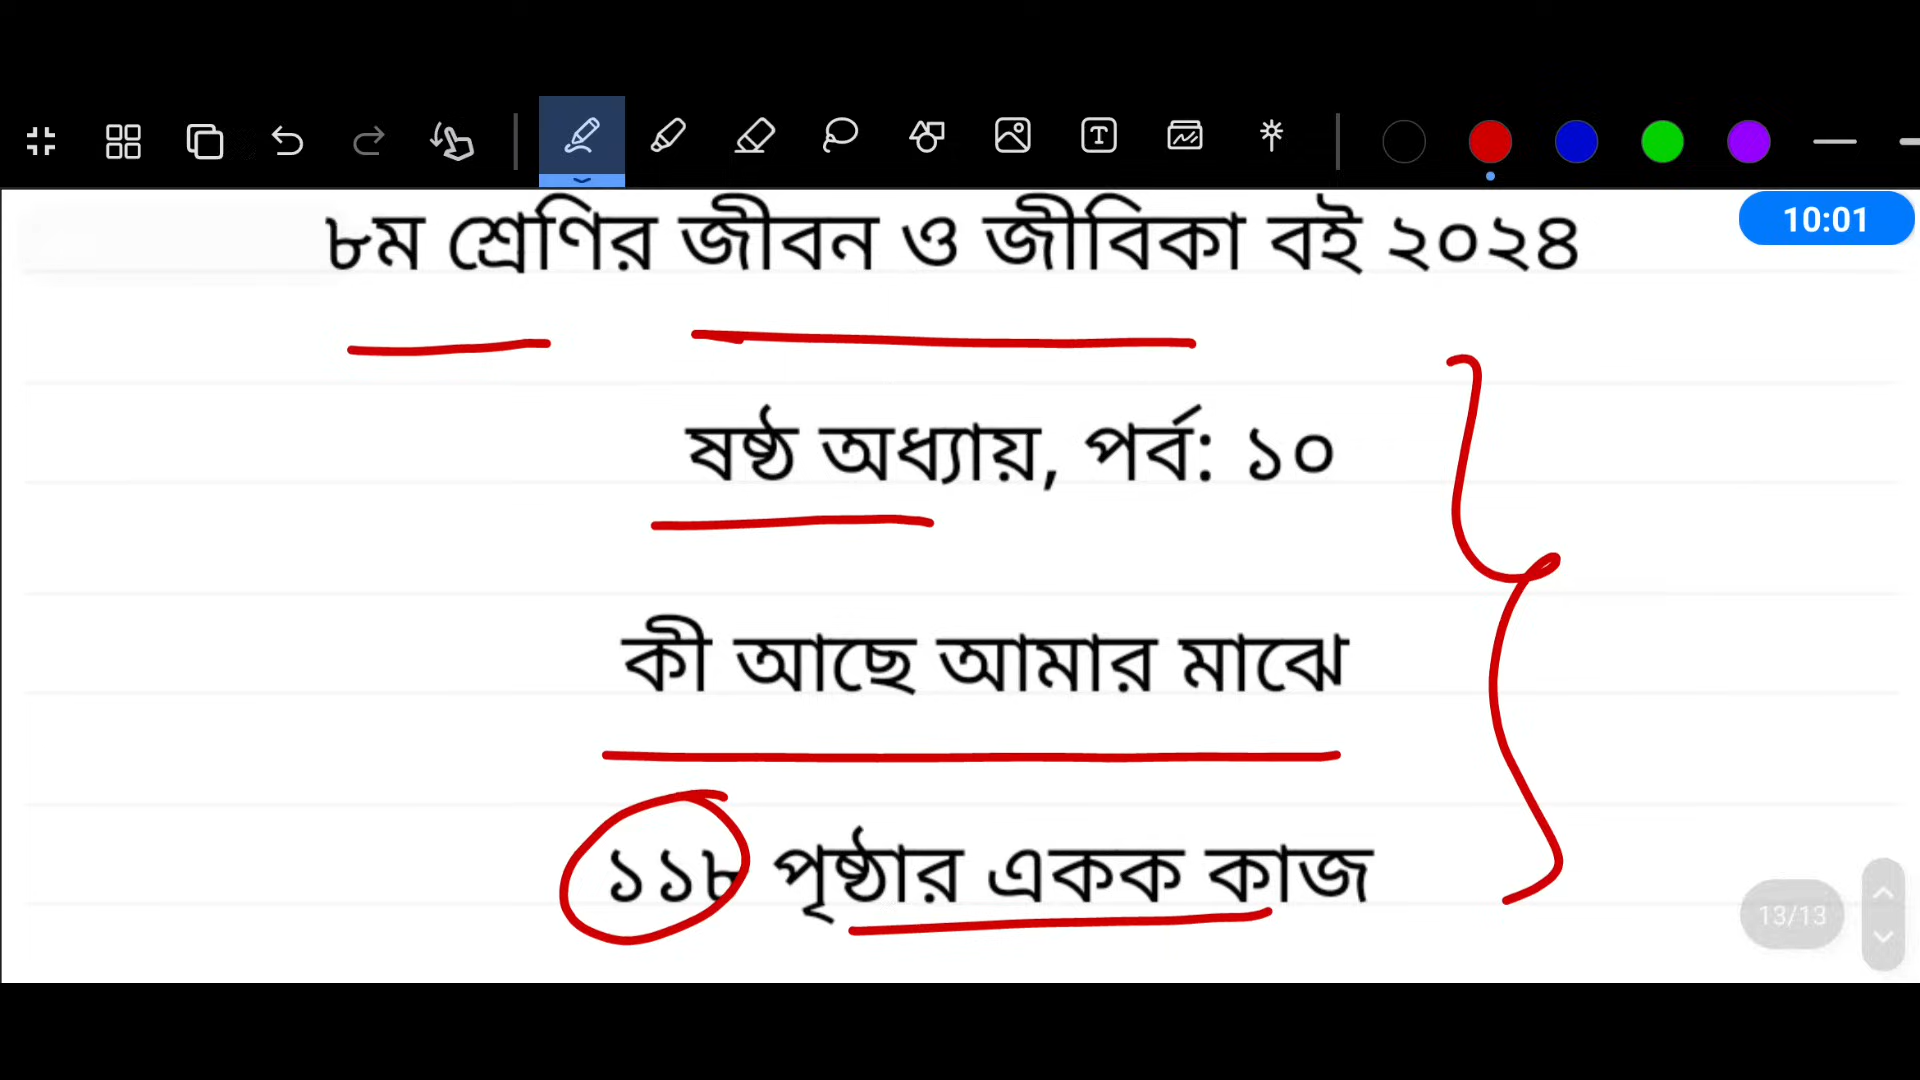 ৮ম শ্রেণির জীবন ও জীবিকা বই ২০২৪
10:01
ষষ্ঠ অধ্যায়, পর্ব: ১০
কী আছে আমার মাঝে
১১৮ পৃষ্ঠার একক কাজ
13/13